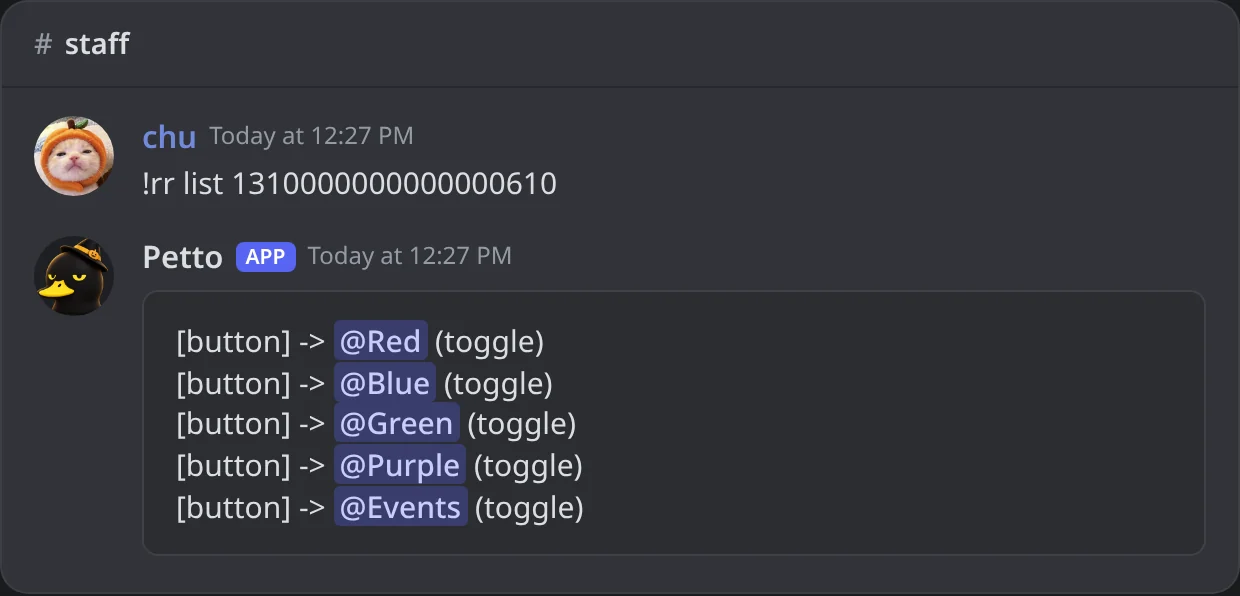 # staff
chu Today at 12:27 PM
!rr list 1310000000000000610
Petto APP Today at 12:27 PM
[button] -> @Red (toggle)
[button] -> @Blue (toggle)
[button] -> @Green (toggle)
[button] -> @Purple (toggle)
[button] -> @Events (toggle)